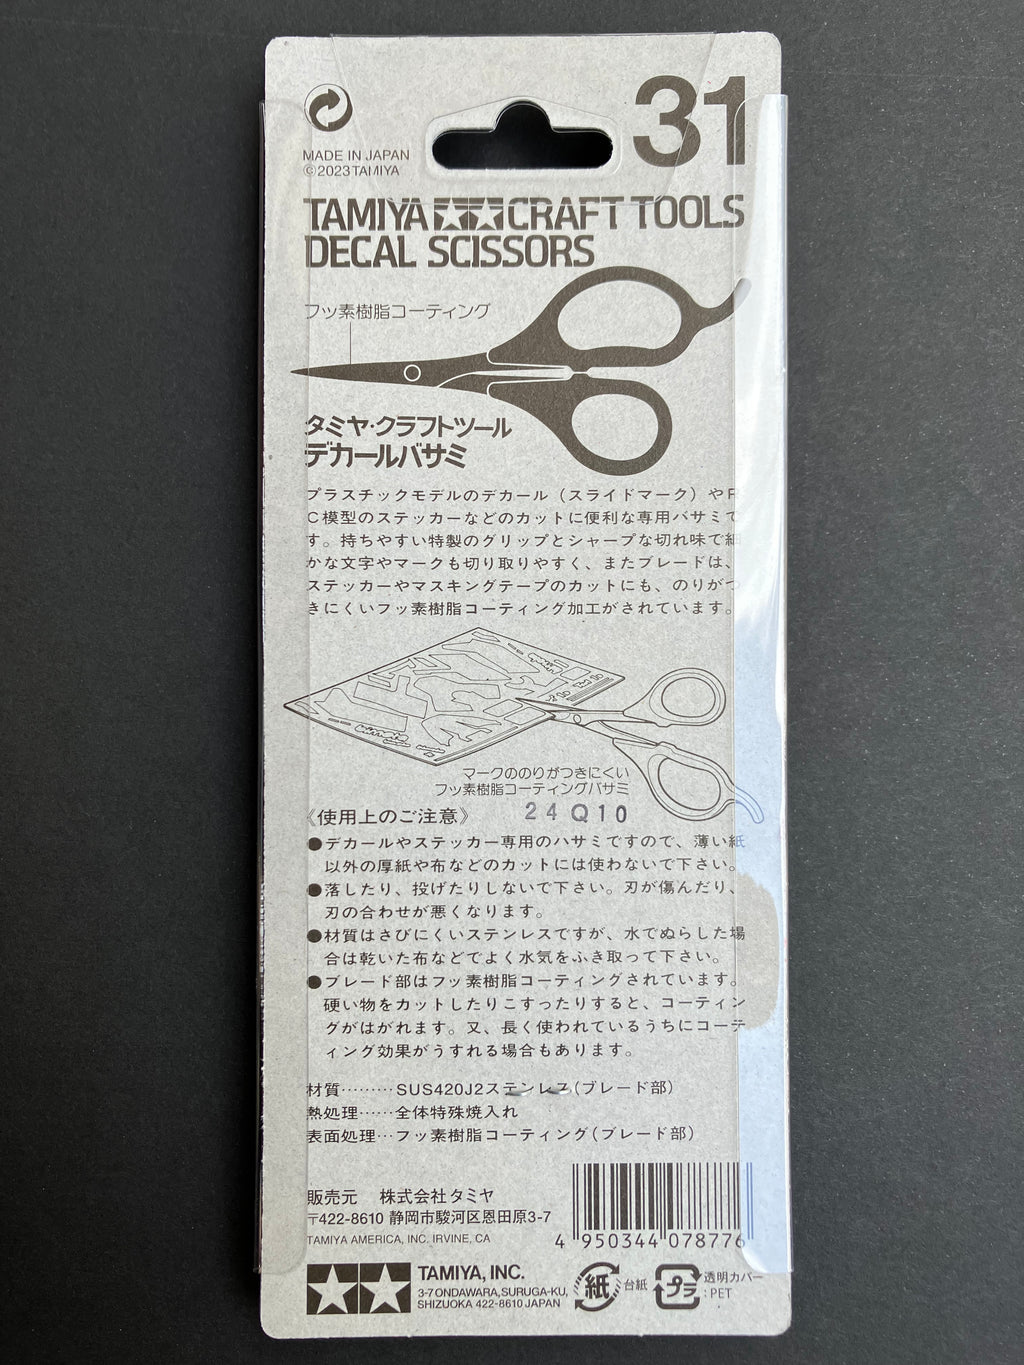 31
MADE IN JAPAN
©2023 TAMIYA
TAMIYA CRAFT TOOLS
DECAL SCISSORS
フッ素樹脂コーティング
タミヤ・クラフトツール
デカールバサミ
プラスチックモデルのデカール（スライドマーク）やR
C模型のステッカーなどのカットに便利な専用バサミで
す。持ちやすい特製のグリップとシャープな切れ味で細
かな文字やマークも切り取りやすく、またブレードは、
ステッカーやマスキングテープのカットにも、のりがつ
きにくいフッ素樹脂コーティング加工がされています。
マークののりがつきにくい
フッ素樹脂コーティングバサミ
《使用上のご注意》
24Q10
●デカールやステッカー専用のハサミですので、薄い紙
以外の厚紙や布などのカットには使わないで下さい。
●落したり、投げたりしないで下さい。刃が傷んだり、
刃の合わせが悪くなります。
●材質はさびにくいステンレスですが、水でぬらした場
合は乾いた布などでよく水気をふき取って下さい。
●ブレード部はフッ素樹脂コーティングされています。
硬い物をカットしたりこすったりすると、コーティン
グがはがれます。又、長く使われているうちにコーテ
ィング効果がうすれる場合もあります。
材質………SUS420J2ステンレス（ブレード部）
熱処理……全体特殊焼入れ
表面処理…フッ素樹脂コーティング（ブレード部）
販売元　株式会社タミヤ
〒422-8610 静岡市駿河区恩田原3-7
TAMIYA AMERICA, INC. IRVINE, CA
4 950344 078776
TAMIYA, INC.
3-7 ONDAWARA, SURUGA-KU,
SHIZUOKA 422-8610 JAPAN
紙 台紙
プラ 透明カバー
: PET